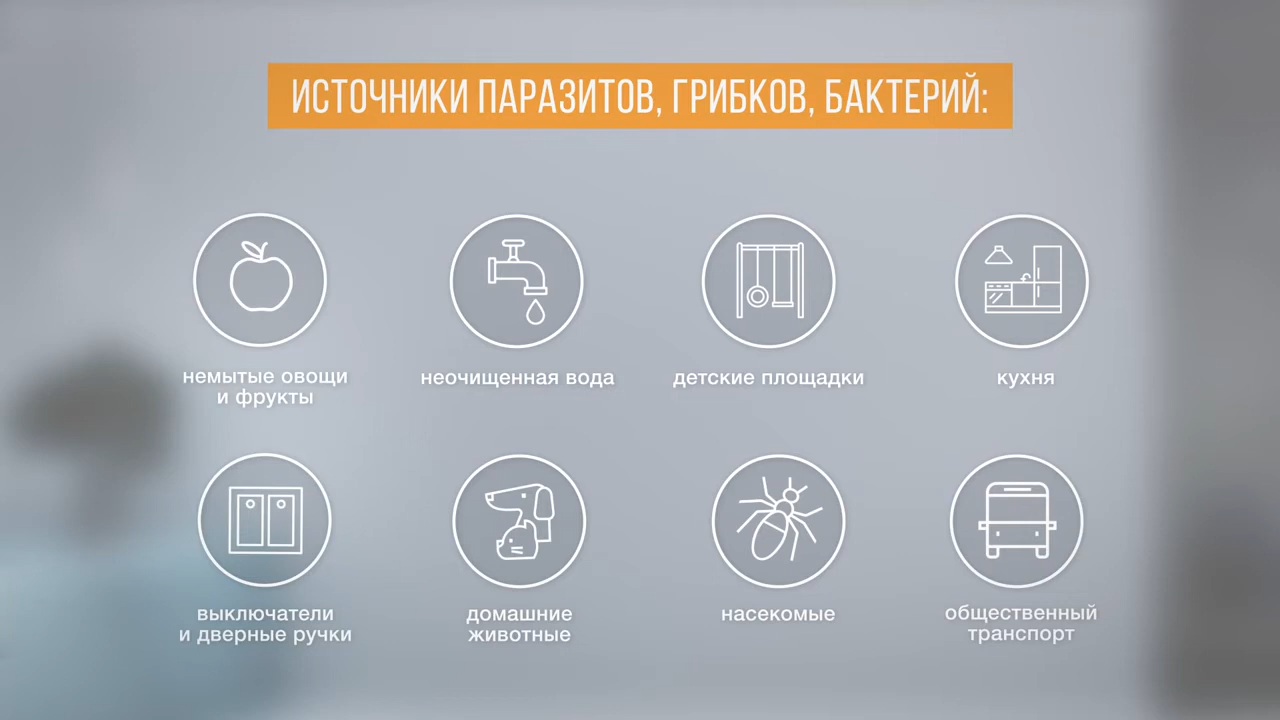 ИСТОЧНИКИ ПАРАЗИТОВ, ГРИБКОВ, БАКТЕРИЙ:
немытые овощи
и фрукты
неочищенная вода
детские площадки
кухня
выключатели
и дверные ручки
домашние
животные
насекомые
общественный
транспорт